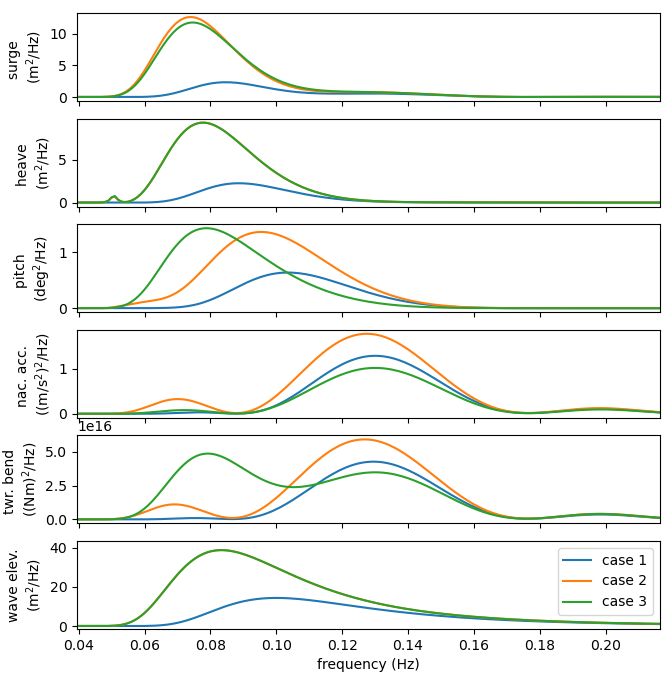 surge
(m²/Hz)
10
5
0
heave
(m²/Hz)
5
0
pitch
(deg²/Hz)
1
0
nac. acc.
((m/s²)²/Hz)
1
0
1e16
twr. bend
((Nm)²/Hz)
5.0
2.5
0.0
wave elev.
(m²/Hz)
40
20
0
case 1
case 2
case 3
0.04 0.06 0.08 0.10 0.12 0.14 0.16 0.18 0.20
frequency (Hz)